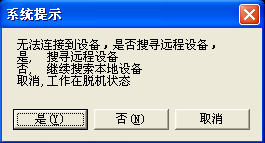 系统提示
无法连接到设备,是否搜寻远程设备,
是, 搜寻远程设备
否, 继续搜索本地设备
取消,工作在脱机状态
是(Y) 否(N) 取消